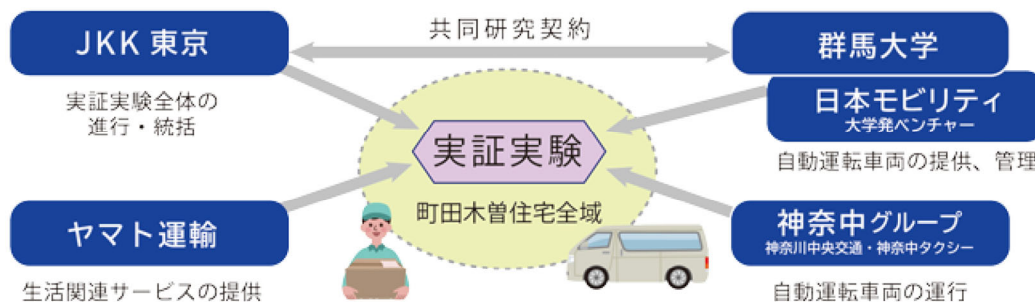 JKK 東京
共同研究契約
群馬大学
日本モビリティ
大学発ベンチャー
実証実験全体の
進行・統括
自動運転車両の提供、管理
実証実験
町田木曽住宅全域
ヤマト運輸
生活関連サービスの提供
神奈中グループ
神奈川中央交通・神奈中タクシー
自動運転車両の運行